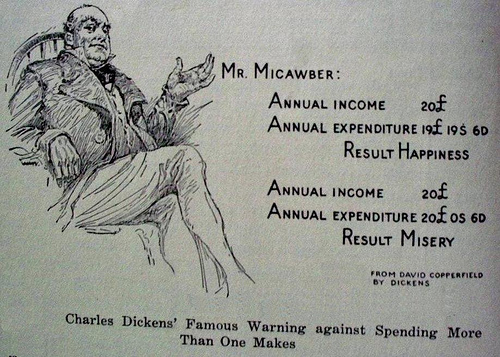 MR. MICAWBER:
ANNUAL INCOME 20£
ANNUAL EXPENDITURE 19£ 19S 6D
RESULT HAPPINESS
ANNUAL INCOME 20£
ANNUAL EXPENDITURE 20£ 0S 6D
RESULT MISERY
FROM DAVID COPPERFIELD
BY DICKENS
Charles Dickens' Famous Warning against Spending More
Than One Makes